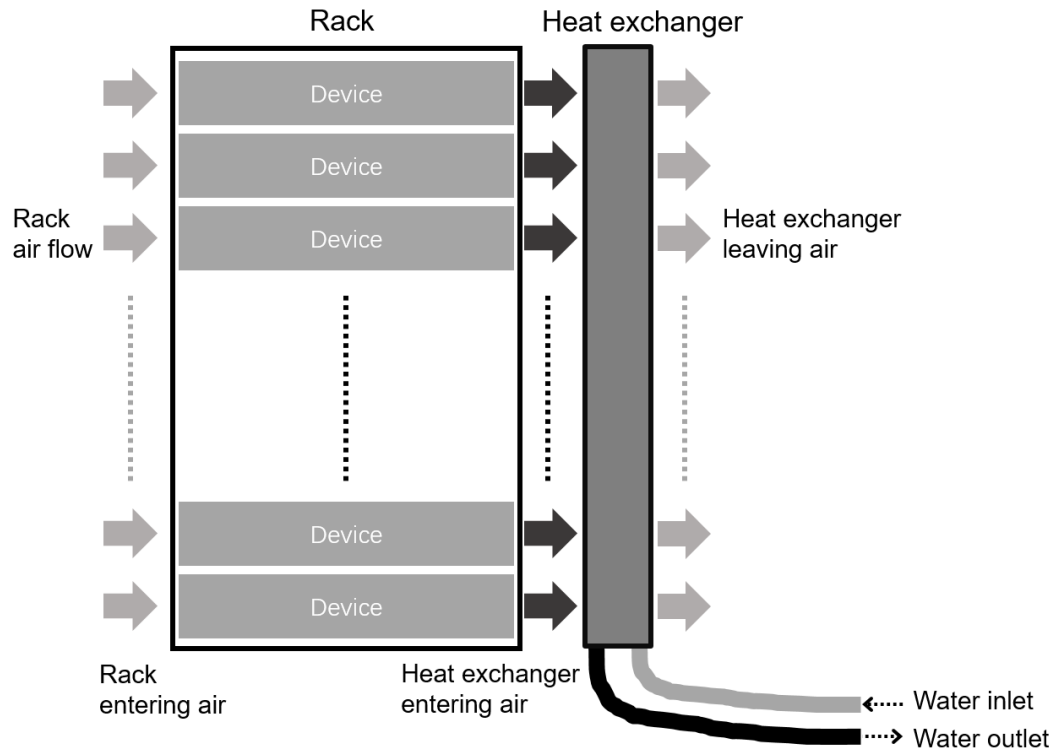 Rack
Heat exchanger
Device
Device
Device
Rack
air flow
Heat exchanger
leaving air
Device
Device
Rack
entering air
Heat exchanger
entering air
Water inlet
Water outlet